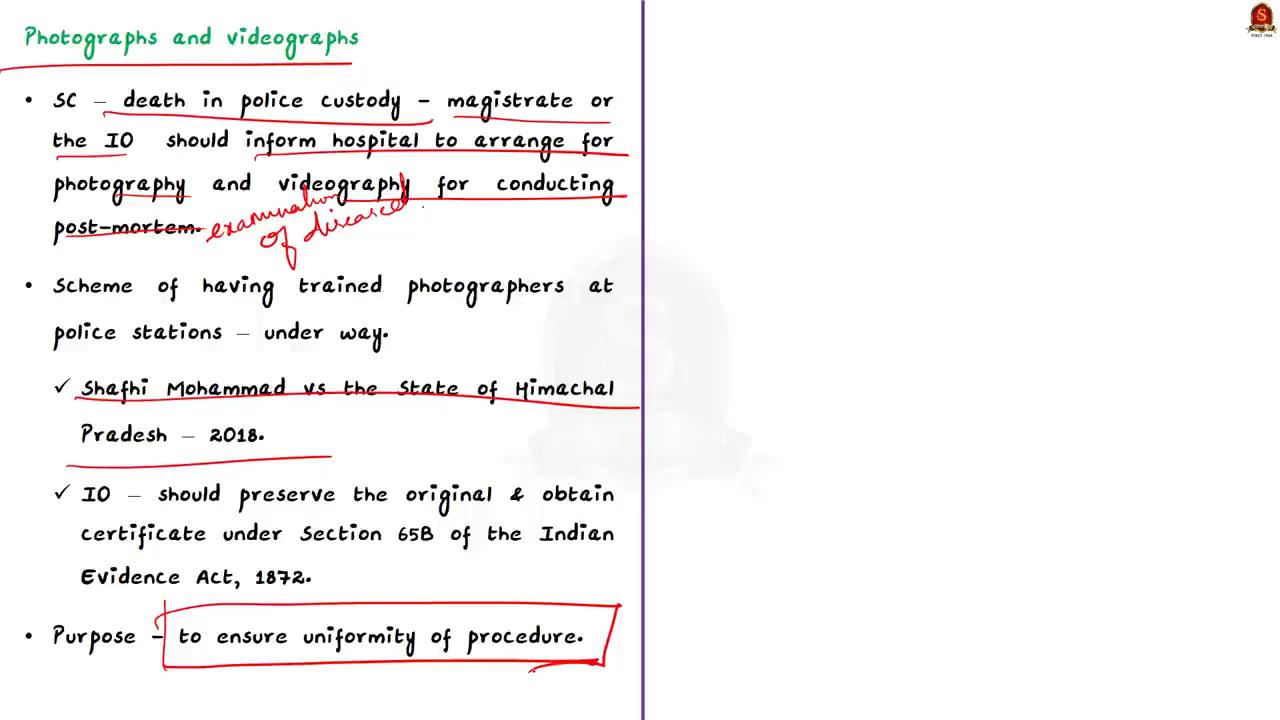 Photographs and videographs
• SC – death in police custody – magistrate or
the IO should inform hospital to arrange for
photography and videography for conducting
post-mortem. examination
of diseased
• Scheme of having trained photographers at
police stations – under way.
✓ Shafhi Mohammad vs the State of Himachal
Pradesh – 2018.
✓ IO – should preserve the original & obtain
certificate under Section 65B of the Indian
Evidence Act, 1872.
• Purpose – to ensure uniformity of procedure.
S
SINCE 1984